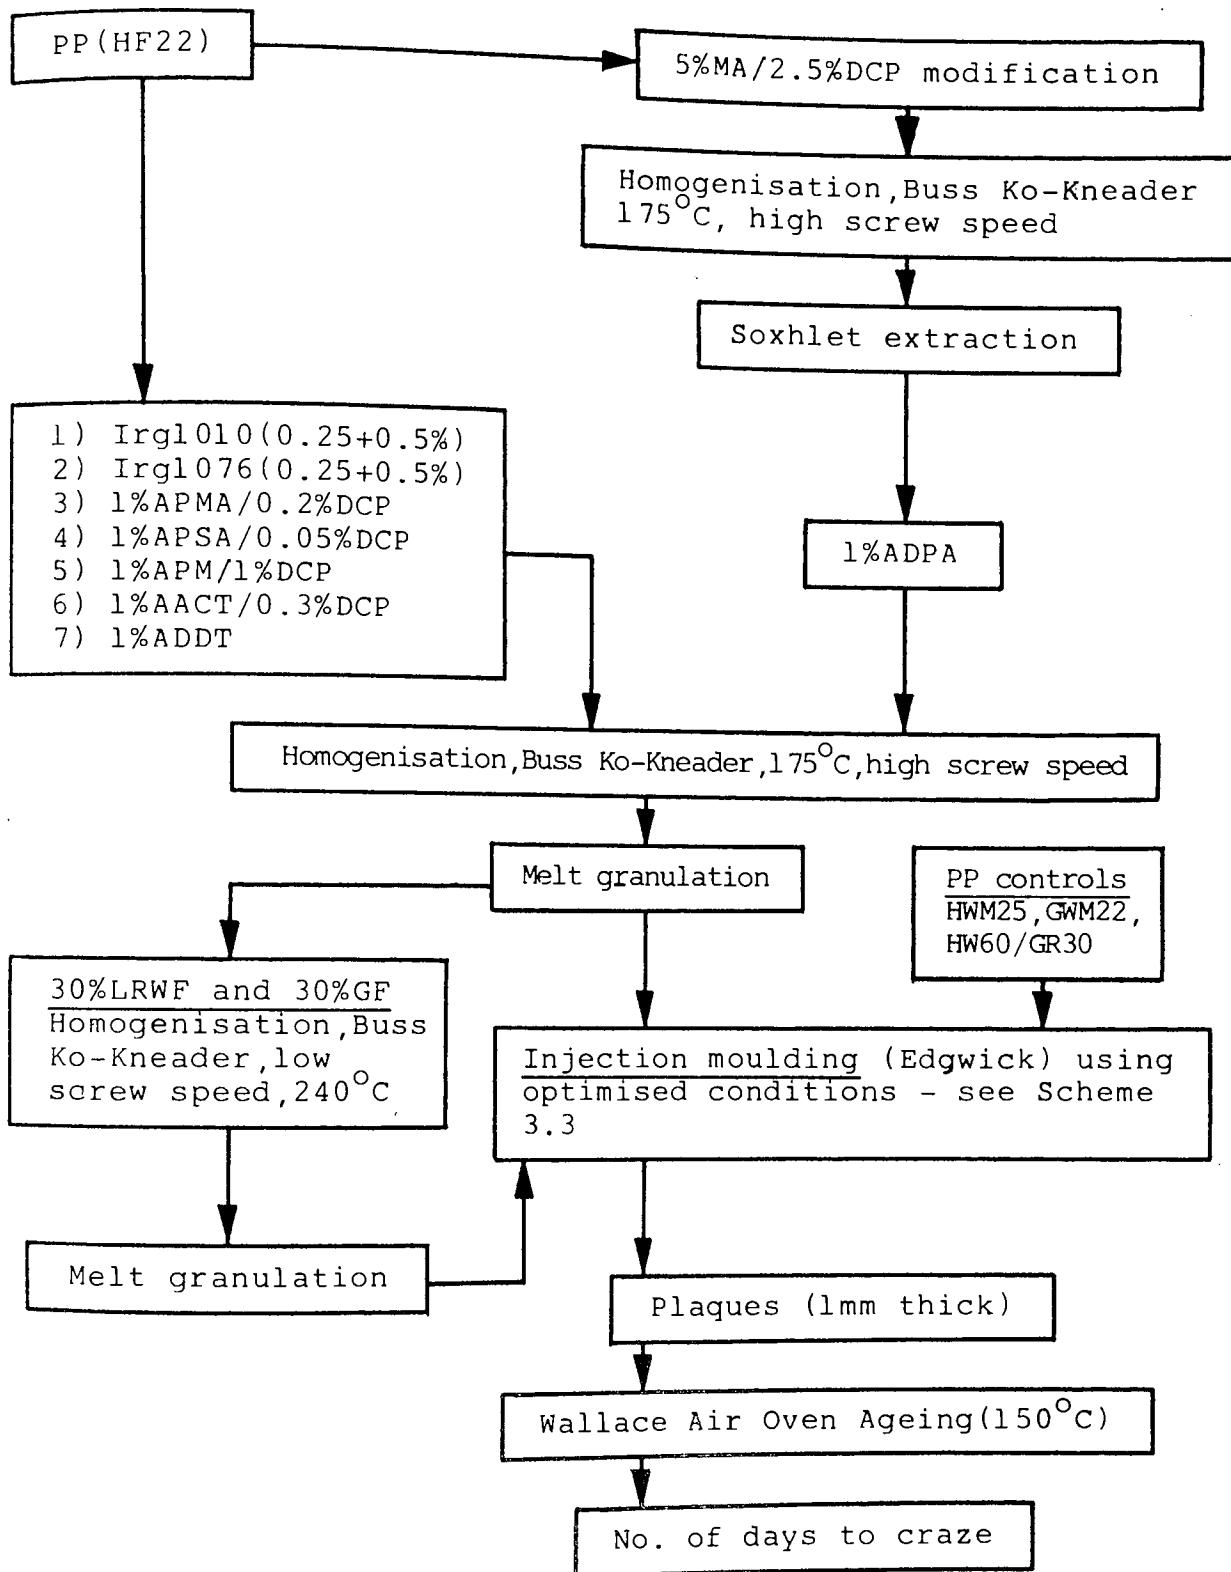 PP(HF22)
5%MA/2.5%DCP modification
Homogenisation,Buss Ko-Kneader
175°C, high screw speed
Soxhlet extraction
1) Irg1010(0.25+0.5%)
2) Irg1076(0.25+0.5%)
3) 1%APMA/0.2%DCP
4) 1%APSA/0.05%DCP
5) 1%APM/1%DCP
6) 1%AACT/0.3%DCP
7) 1%ADDT
1%ADPA
Homogenisation,Buss Ko-Kneader,175°C,high screw speed
Melt granulation
PP controls
HWM25,GWM22,
HW60/GR30
30%LRWF and 30%GF
Homogenisation,Buss
Ko-Kneader,low
screw speed,240°C
Injection moulding (Edgwick) using
optimised conditions - see Scheme
3.3
Melt granulation
Plaques (1mm thick)
Wallace Air Oven Ageing(150°C)
No. of days to craze